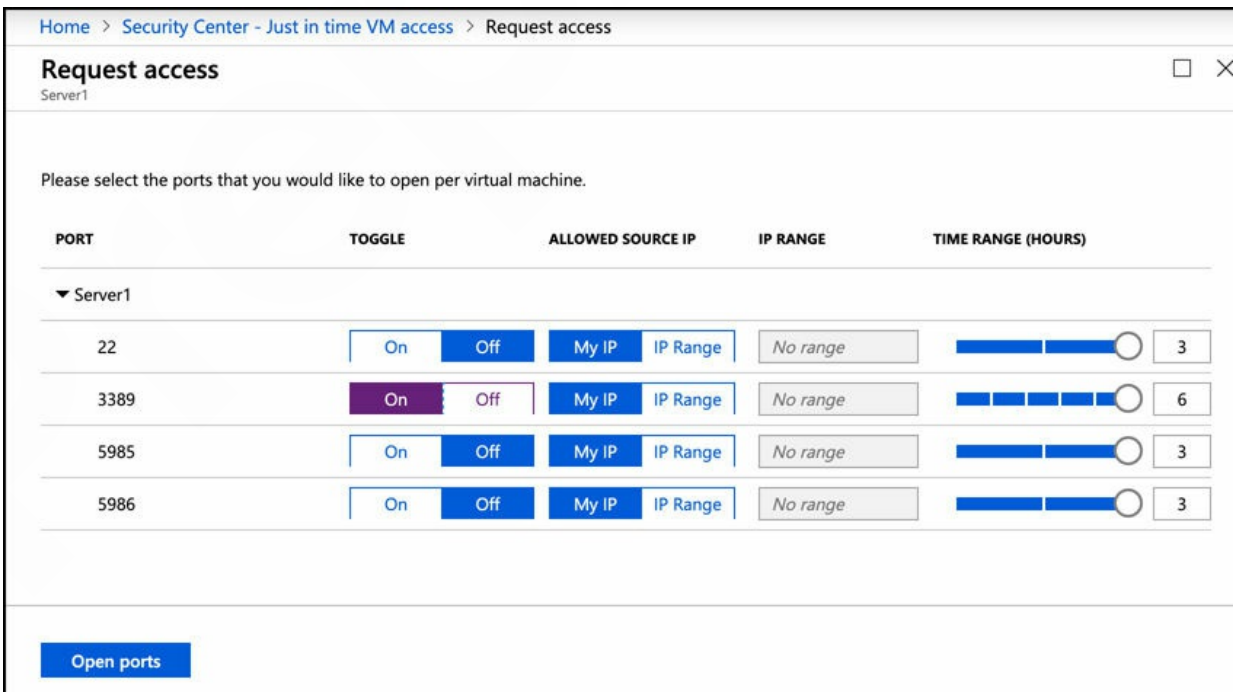 Home > Security Center - Just in time VM access > Request access
Request access
Server1
Please select the ports that you would like to open per virtual machine.
PORT TOGGLE ALLOWED SOURCE IP IP RANGE TIME RANGE (HOURS)
Server1
22 On Off My IP IP Range No range 3
3389 On Off My IP IP Range No range 6
5985 On Off My IP IP Range No range 3
5986 On Off My IP IP Range No range 3
Open ports